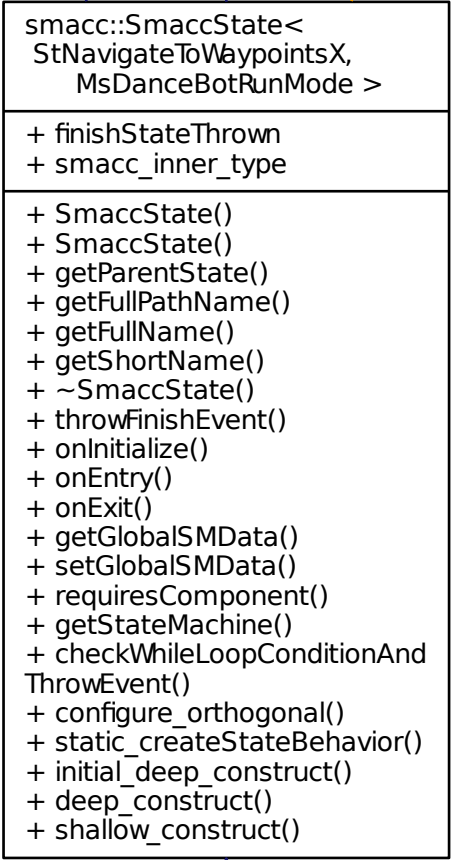 smacc::SmaccState<
StNavigateToWaypointsX,
MsDanceBotRunMode >
+ finishStateThrown
+ smacc_inner_type
+ SmaccState()
+ SmaccState()
+ getParentState()
+ getFullPathName()
+ getFullName()
+ getShortName()
+ ~SmaccState()
+ throwFinishEvent()
+ onInitialize()
+ onEntry()
+ onExit()
+ getGlobalSMData()
+ setGlobalSMData()
+ requiresComponent()
+ getStateMachine()
+ checkWhileLoopConditionAnd
ThrowEvent()
+ configure_orthogonal()
+ static_createStateBehavior()
+ initial_deep_construct()
+ deep_construct()
+ shallow_construct()